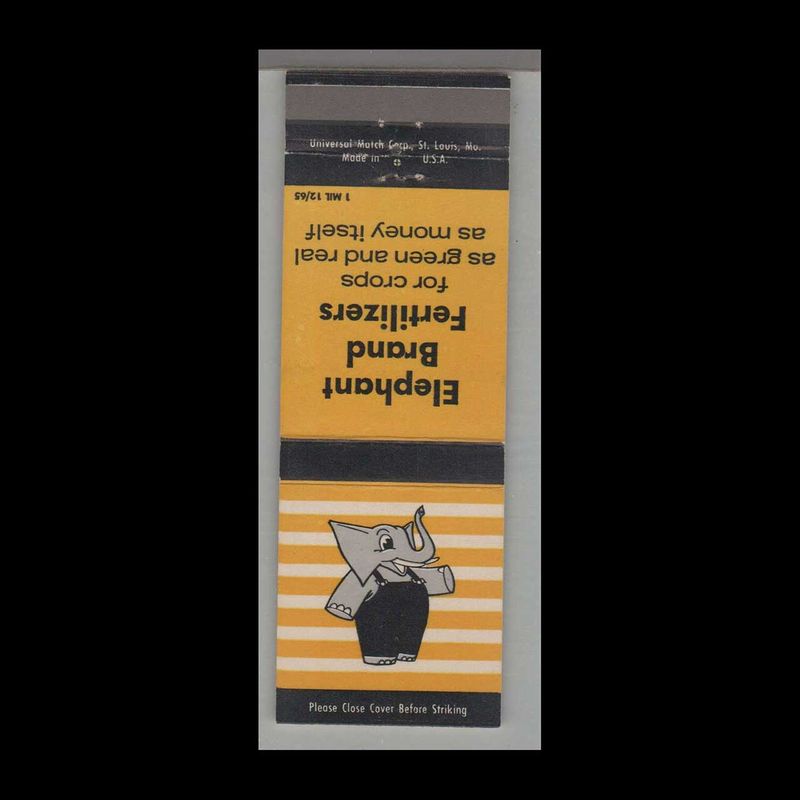 Universal Match Corp., St. Louis, Mo.
Made in U.S.A.
1 MIL 12/65
Elephant
Brand
Fertilizers
for crops
as green and real
as money itself
Please Close Cover Before Striking